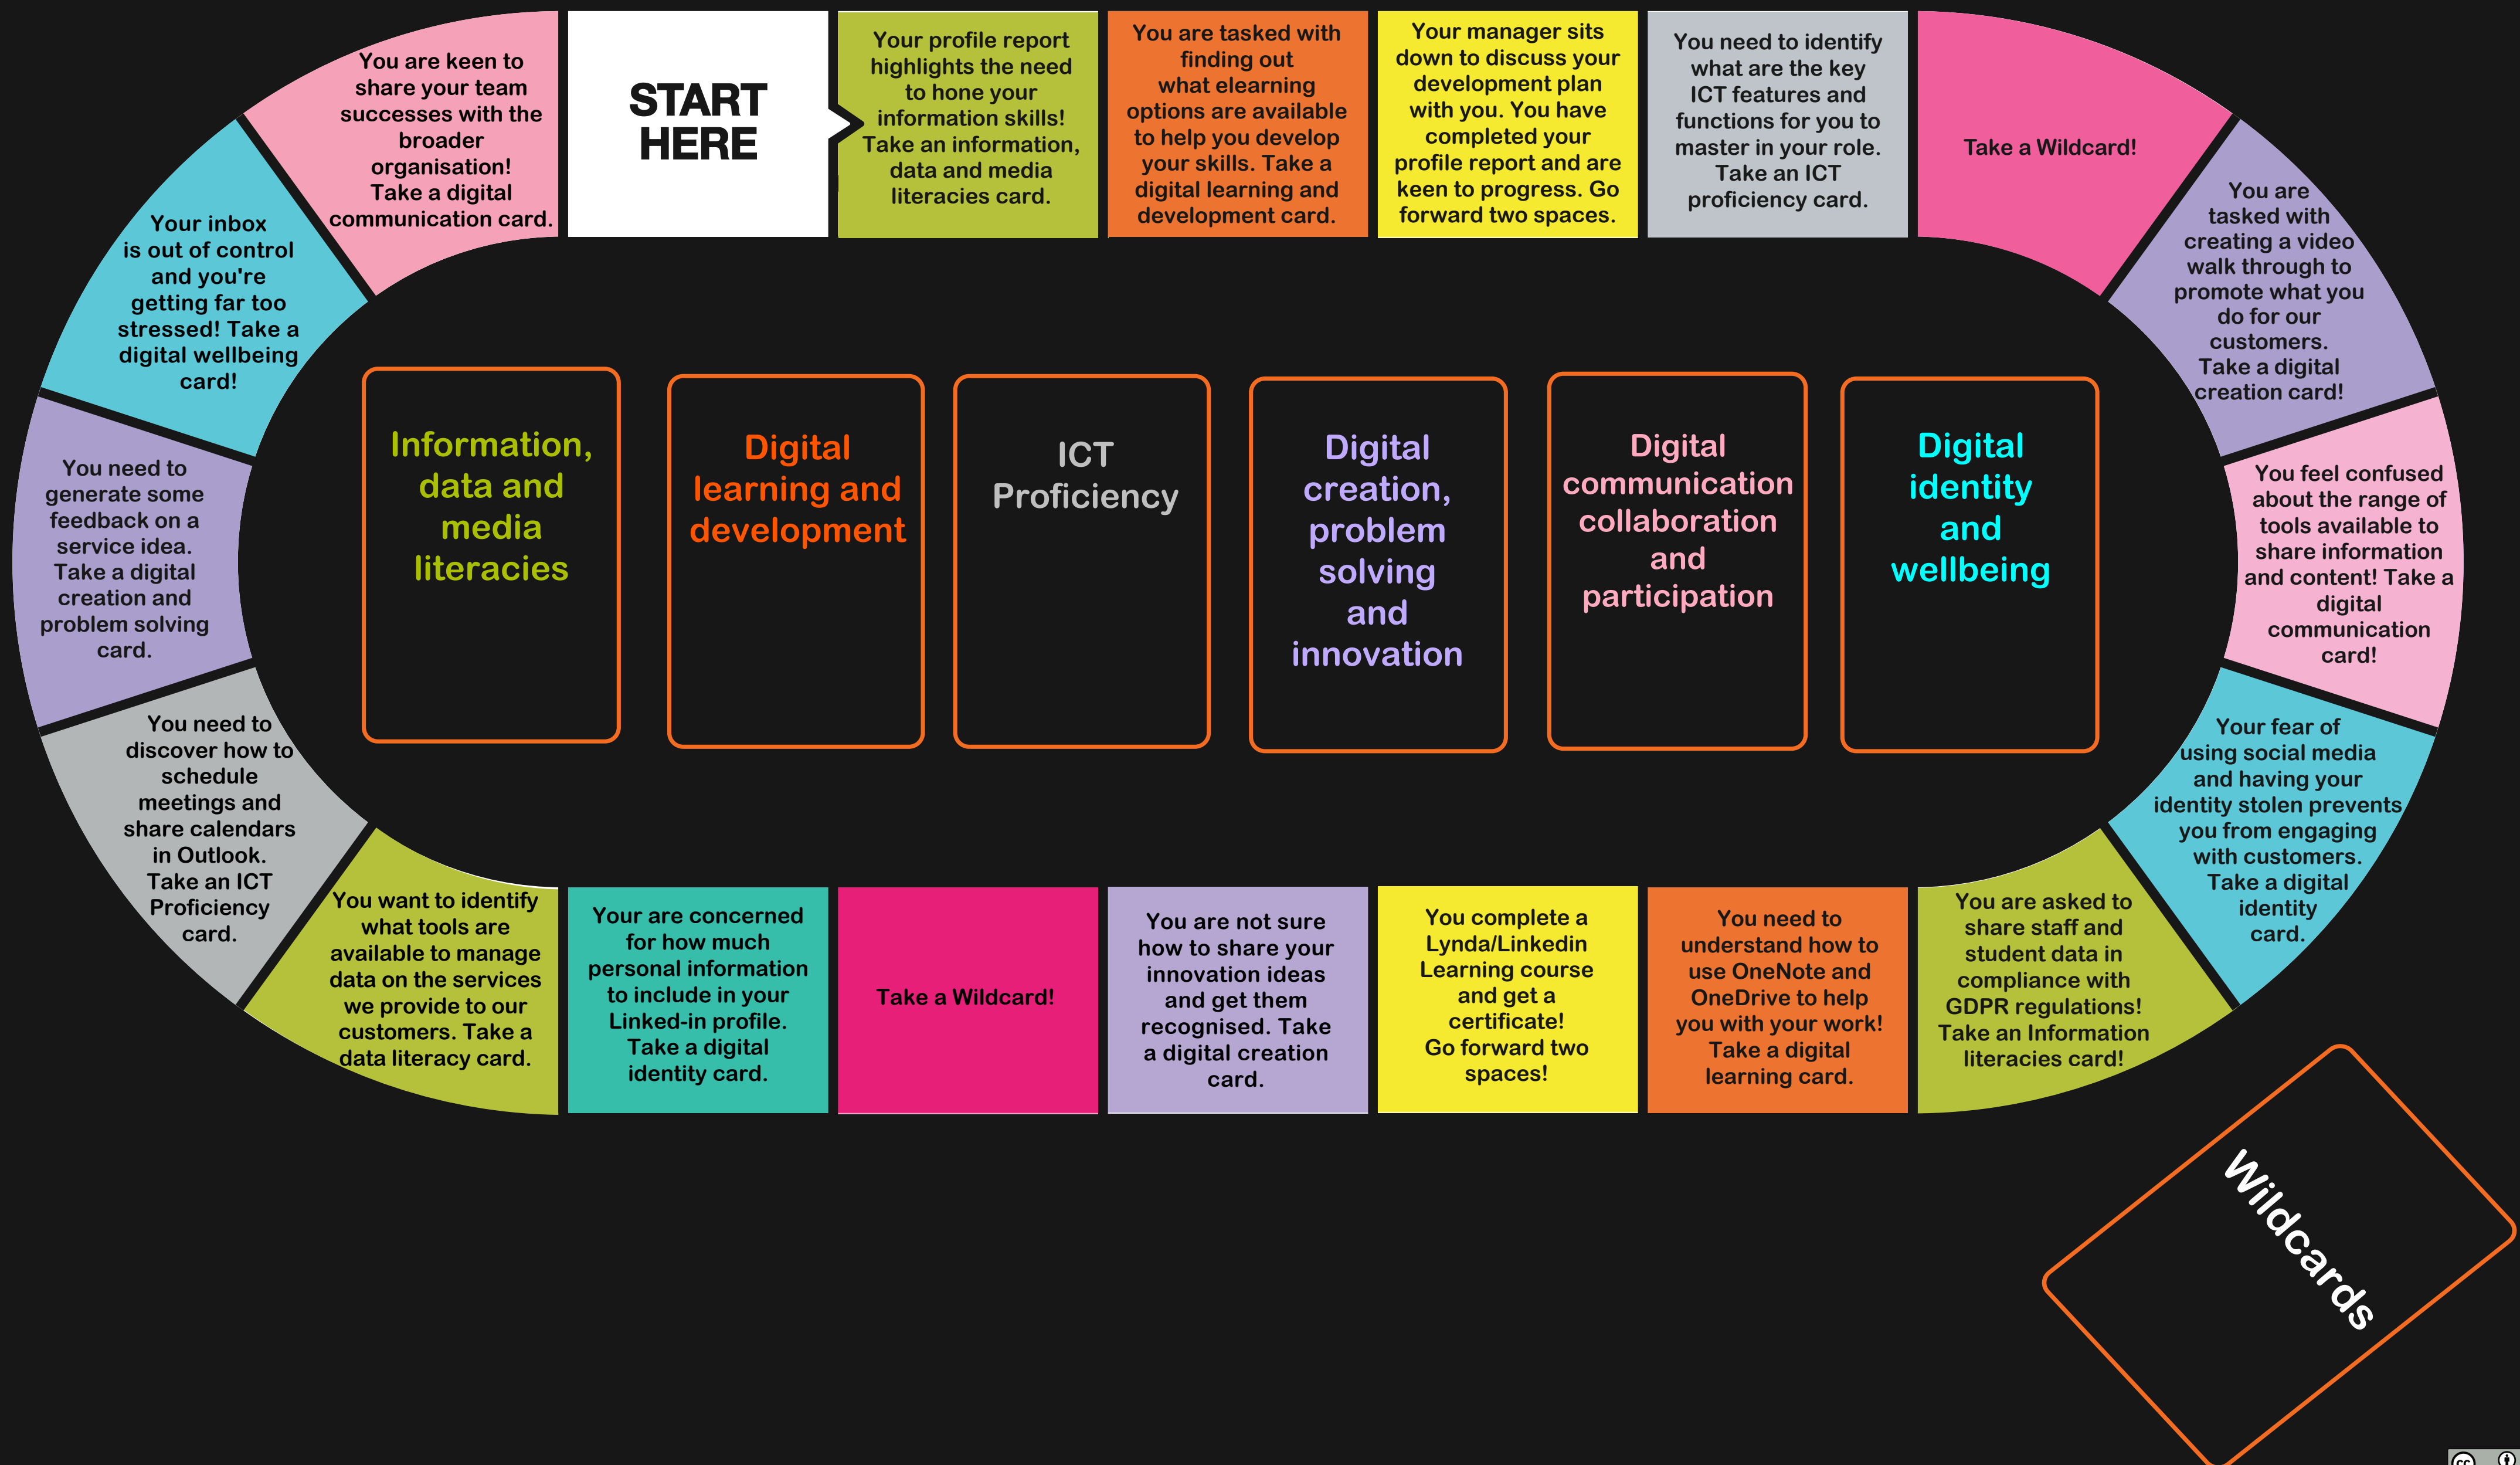 START
HERE
Your profile report
highlights the need
to hone your
information skills!
Take an information,
data and media
literacies card.
You are tasked with
finding out
what elearning
options are available
to help you develop
your skills. Take a
digital learning and
development card.
Your manager sits
down to discuss your
development plan
with you. You have
completed your
profile report and are
keen to progress. Go
forward two spaces.
You need to identify
what are the key
ICT features and
functions for you to
master in your role.
Take an ICT
proficiency card.
Take a Wildcard!
You are
tasked with
creating a video
walk through to
promote what you
do for our
customers.
Take a digital
creation card!
You feel confused
about the range of
tools available to
share information
and content! Take a
digital
communication
card!
Your fear of
using social media
and having your
identity stolen prevents
you from engaging
with customers.
Take a digital
identity
card.
You are asked to
share staff and
student data in
compliance with
GDPR regulations!
Take an Information
literacies card!
You need to
understand how to
use OneNote and
OneDrive to help
you with your work!
Take a digital
learning card.
You complete a
Lynda/Linkedin
Learning course
and get a
certificate!
Go forward two
spaces!
You are not sure
how to share your
innovation ideas
and get them
recognised. Take
a digital creation
card.
Take a Wildcard!
Your are concerned
for how much
personal information
to include in your
Linked-in profile.
Take a digital
identity card.
You want to identify
what tools are
available to manage
data on the services
we provide to our
customers. Take a
data literacy card.
You need to
discover how to
schedule
meetings and
share calendars
in Outlook.
Take an ICT
Proficiency
card.
You need to
generate some
feedback on a
service idea.
Take a digital
creation and
problem solving
card.
Your inbox
is out of control
and you're
getting far too
stressed! Take a
digital wellbeing
card!
You are keen to
share your team
successes with the
broader
organisation!
Take a digital
communication card.
Information,
data and
media
literacies
Digital
learning and
development
ICT
Proficiency
Digital
creation,
problem
solving
and
innovation
Digital
communication
collaboration
and
participation
Digital
identity
and
wellbeing
Wildcards
cc